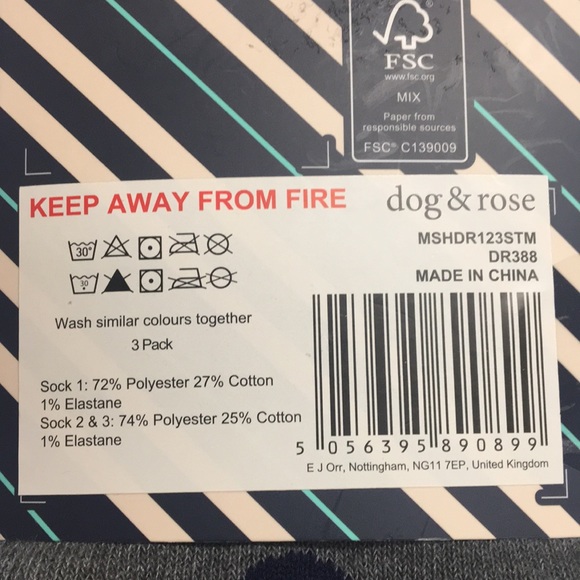 FSC
www.fsc.org
MIX
Paper from
responsible sources
FSC® C139009
KEEP AWAY FROM FIRE
dog & rose
MSHDR123STM
DR388
MADE IN CHINA
30°
30
Wash similar colours together
3 Pack
Sock 1: 72% Polyester 27% Cotton
1% Elastane
Sock 2 & 3: 74% Polyester 25% Cotton
1% Elastane
5 056395 890899
E J Orr, Nottingham, NG11 7EP, United Kingdom